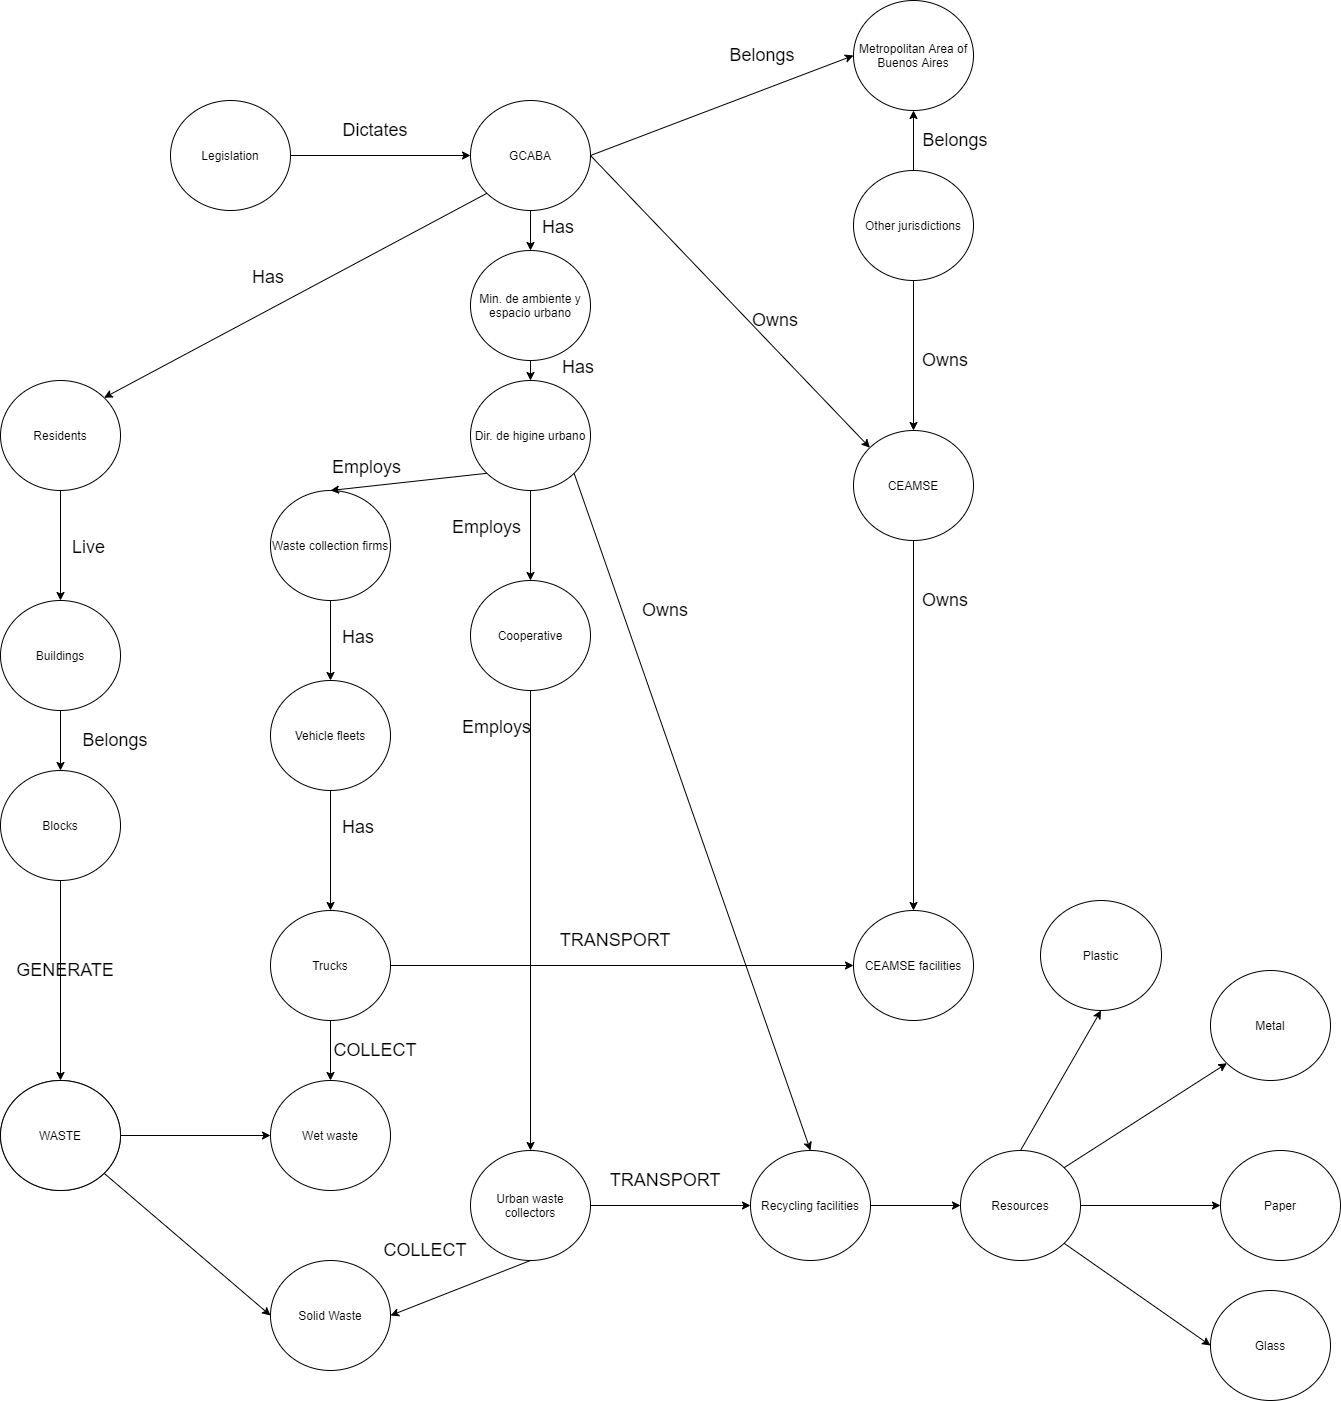 Metropolitan Area of
Buenos Aires
Belongs
Dictates
Legislation
GCABA
Belongs
Other jurisdictions
Has
Has
Min. de ambiente y
espacio urbano
Owns
Owns
Has
Residents
Dir. de higine urbano
Employs
CEAMSE
Employs
Live
Waste collection firms
Owns
Owns
Has
Cooperative
Buildings
Employs
Vehicle fleets
Belongs
Blocks
Has
TRANSPORT
GENERATE
Trucks
CEAMSE facilities
Plastic
Metal
COLLECT
WASTE
Wet waste
TRANSPORT
Urban waste
collectors
Recycling facilities
Resources
Paper
COLLECT
Solid Waste
Glass